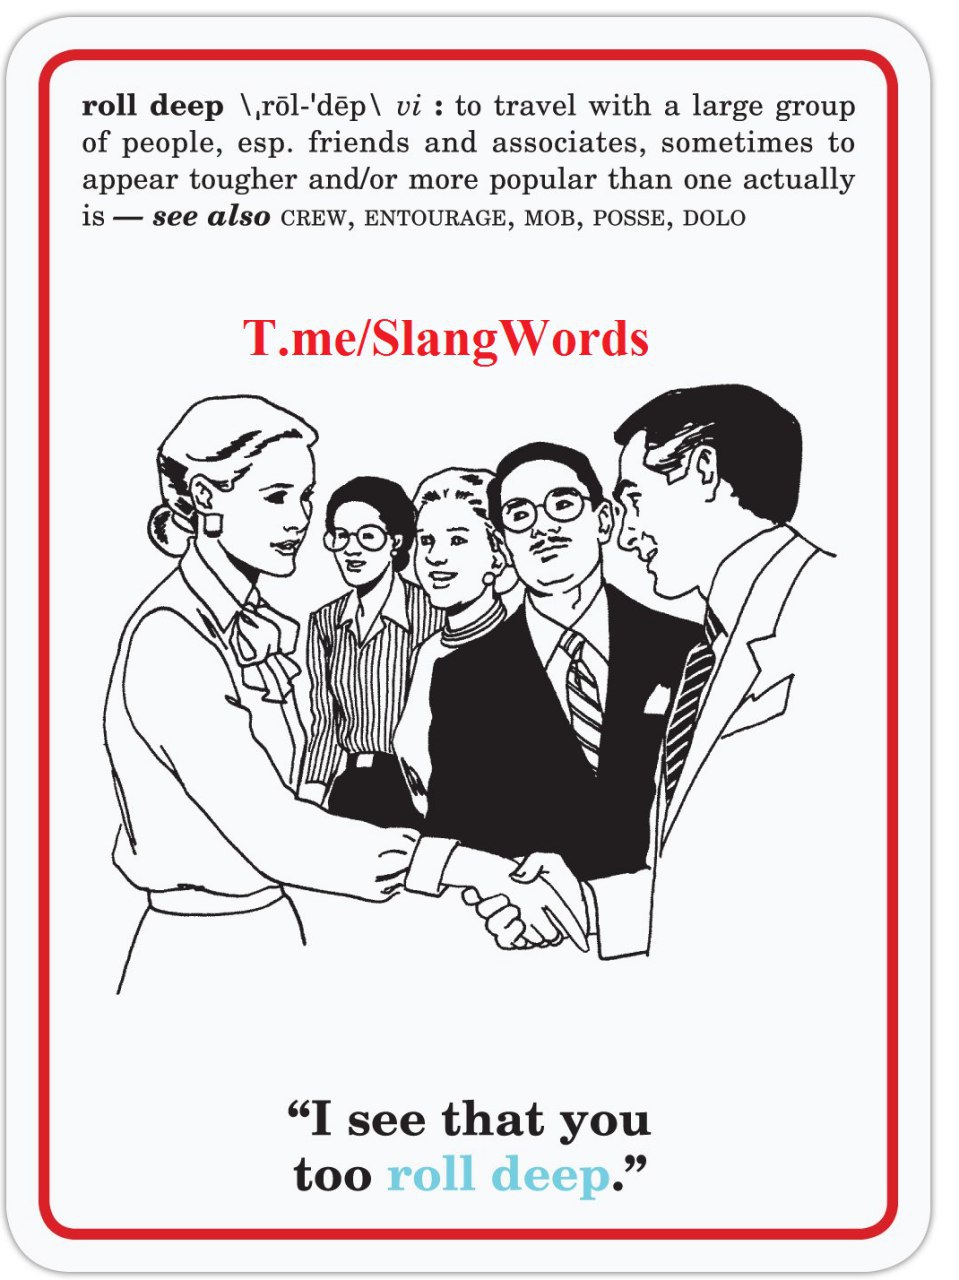 roll deep \ˌrōl-ˈdēp\ vi : to travel with a large group
of people, esp. friends and associates, sometimes to
appear tougher and/or more popular than one actually
is — see also CREW, ENTOURAGE, MOB, POSSE, DOLO
T.me/SlangWords
“I see that you
too roll deep.”